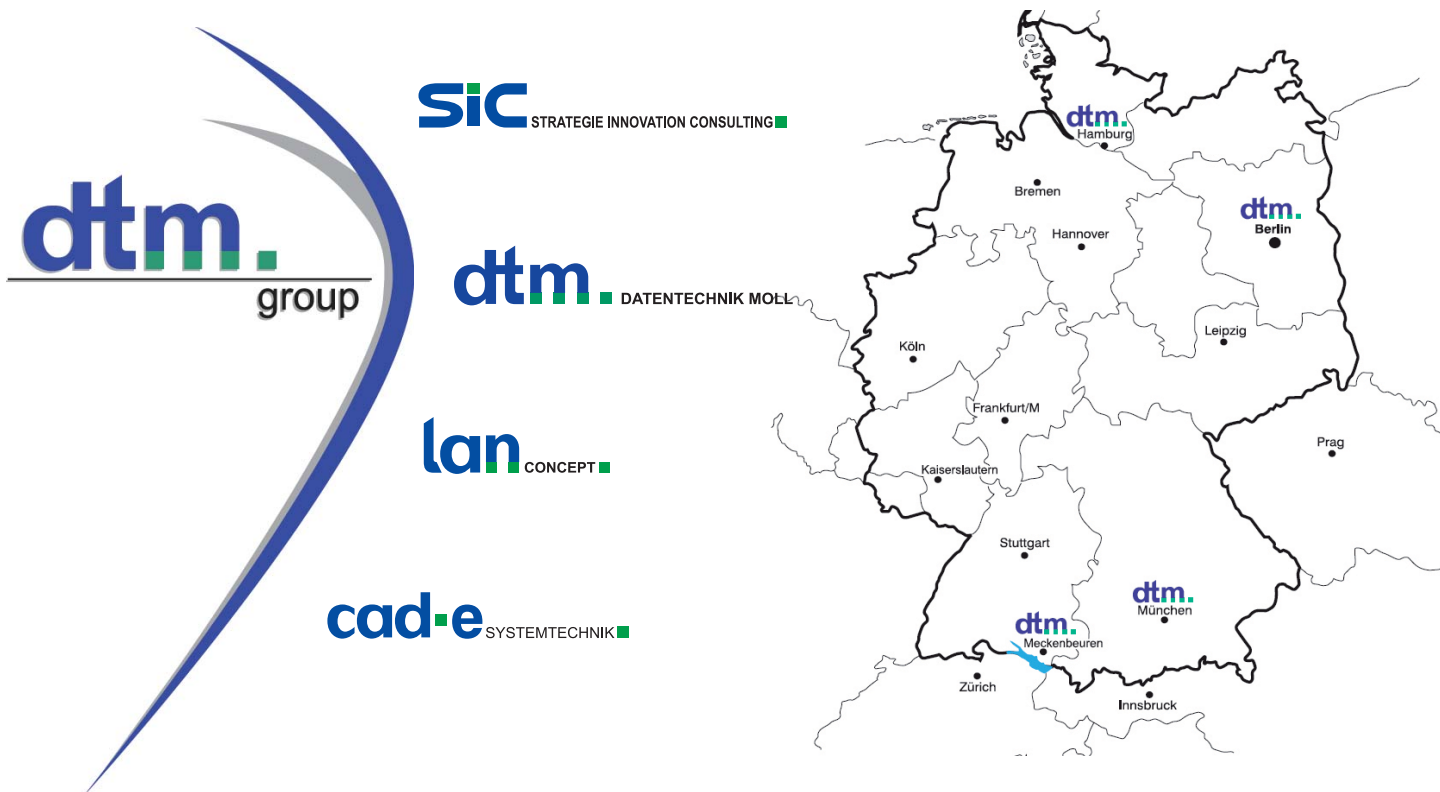 dtm.
group
SiC STRATEGIE INNOVATION CONSULTING
dtm. DATENTECHNIK MOLL
lan CONCEPT
cad-e SYSTEMTECHNIK
dtm.
Hamburg
Bremen
dtm.
Berlin
Hannover
Leipzig
Köln
Frankfurt/M
Prag
Kaiserslautern
Stuttgart
dtm.
München
dtm.
Meckenbeuren
Zürich
Innsbruck